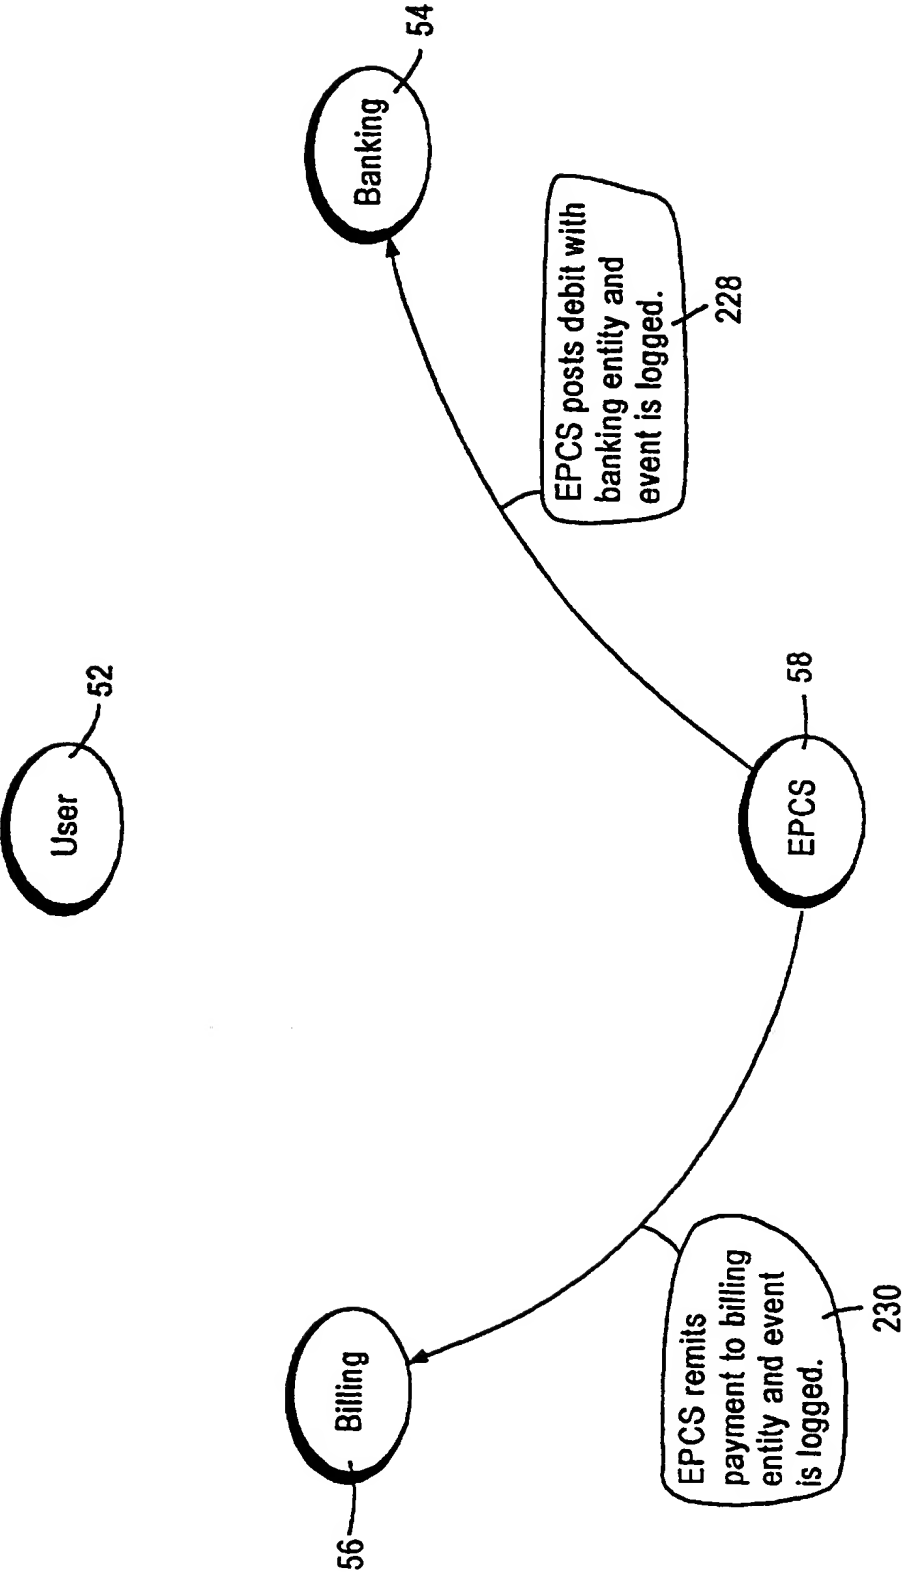 User
52
Billing
56
Banking
54
EPCS posts debit with
banking entity and
event is logged.
228
EPCS remits
payment to billing
entity and event
is logged.
230
EPCS
58